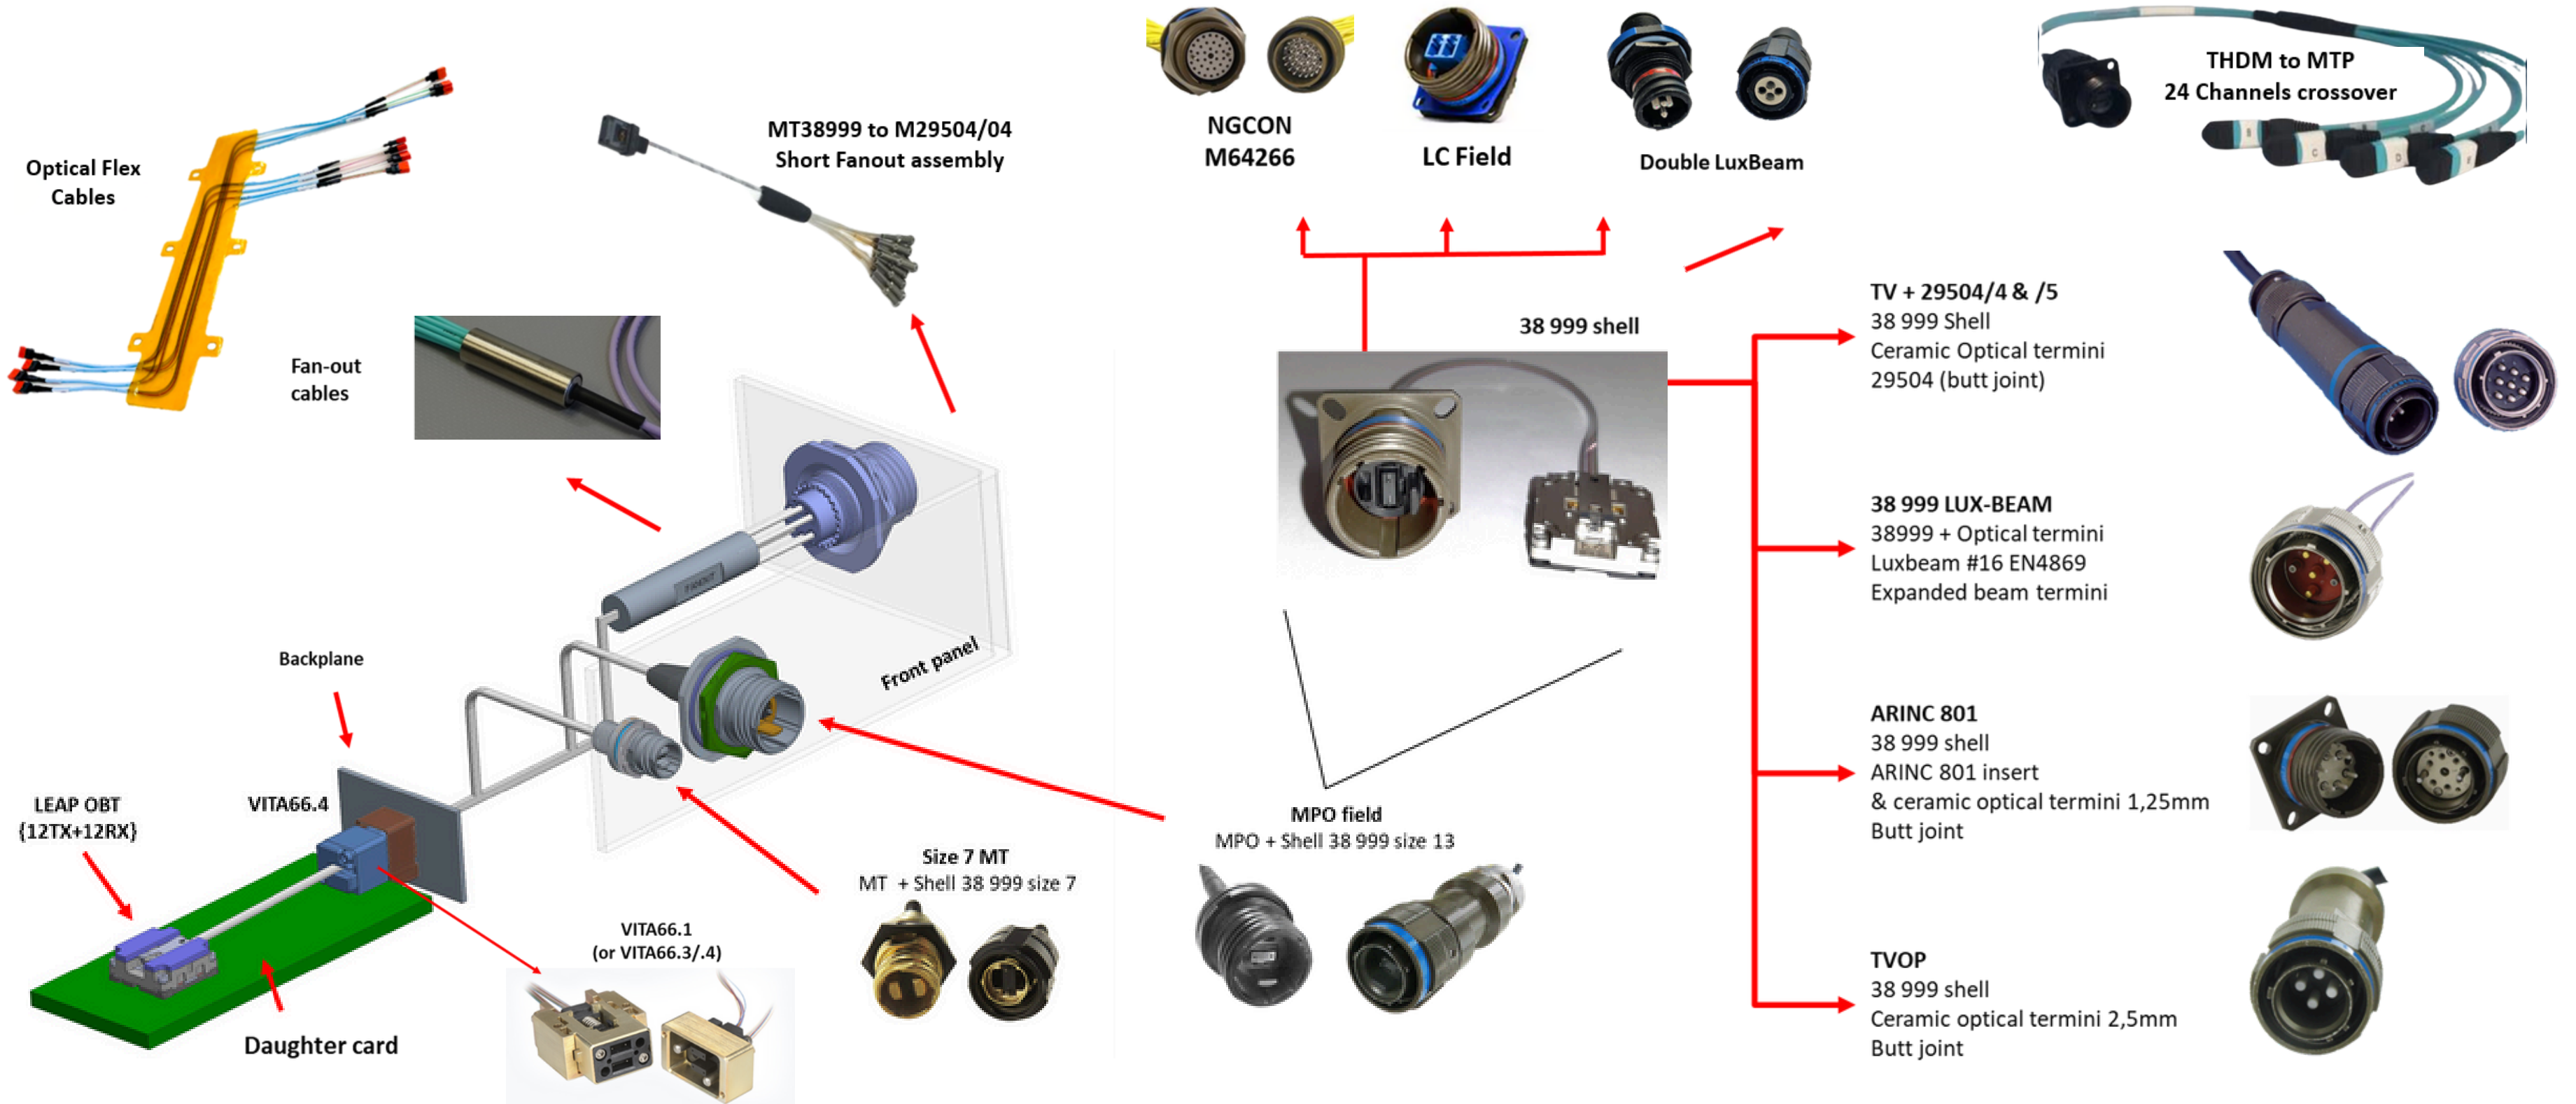 Optical Flex
Cables
MT38999 to M29504/04
Short Fanout assembly
NGCON
M64266
LC Field
Double LuxBeam
THDM to MTP
24 Channels crossover
Fan-out
cables
38 999 shell
TV + 29504/4 & /5
38 999 Shell
Ceramic Optical termini
29504 (butt joint)
38 999 LUX-BEAM
38999 + Optical termini
Luxbeam #16 EN4869
Expanded beam termini
ARINC 801
38 999 shell
ARINC 801 insert
& ceramic optical termini 1,25mm
Butt joint
TVOP
38 999 shell
Ceramic optical termini 2,5mm
Butt joint
FANOUT
Front panel
Backplane
VITA66.4
LEAP OBT
{12TX+12RX}
Daughter card
VITA66.1
(or VITA66.3/.4)
Size 7 MT
MT + Shell 38 999 size 7
MPO field
MPO + Shell 38 999 size 13
C
D